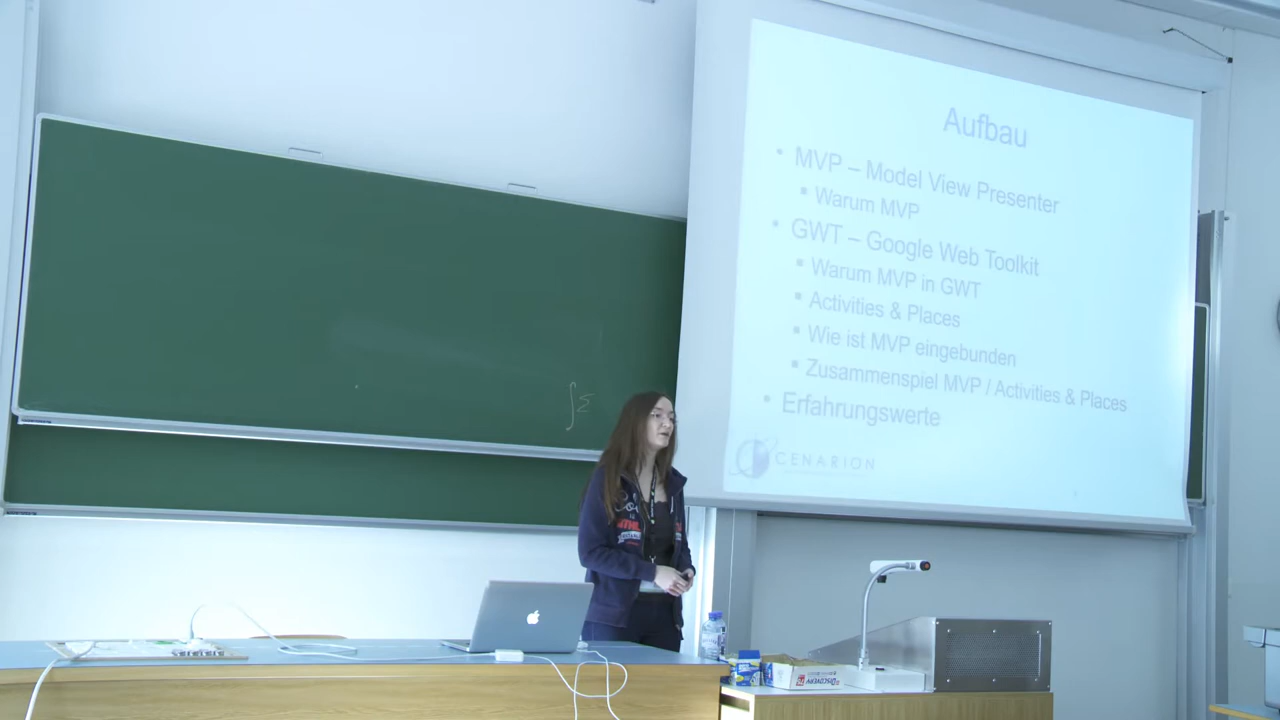 Aufbau
• MVP – Model View Presenter
▪ Warum MVP
• GWT – Google Web Toolkit
▪ Warum MVP in GWT
▪ Activities & Places
▪ Wie ist MVP eingebunden
▪ Zusammenspiel MVP / Activities & Places
• Erfahrungswerte
CENARION
∫Σ
DISCOVERY